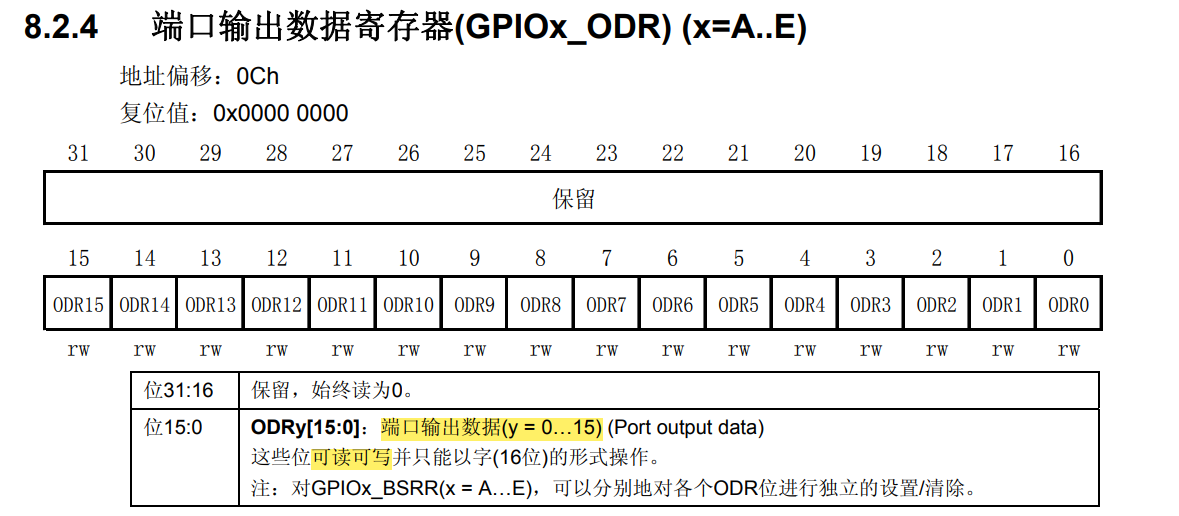 8.2.4 端口输出数据寄存器(GPIOx_ODR) (x=A..E)
地址偏移：0Ch
复位值：0x0000 0000
31 30 29 28 27 26 25 24 23 22 21 20 19 18 17 16
保留
15 14 13 12 11 10 9 8 7 6 5 4 3 2 1 0
ODR15 ODR14 ODR13 ODR12 ODR11 ODR10 ODR9 ODR8 ODR7 ODR6 ODR5 ODR4 ODR3 ODR2 ODR1 ODR0
rw rw rw rw rw rw rw rw rw rw rw rw rw rw rw rw
位31:16 保留，始终读为0。
位15:0 ODRy[15:0]：端口输出数据(y = 0…15) (Port output data)
这些位可读可写并只能以字(16位)的形式操作。
注：对GPIOx_BSRR(x = A…E)，可以分别地对各个ODR位进行独立的设置/清除。